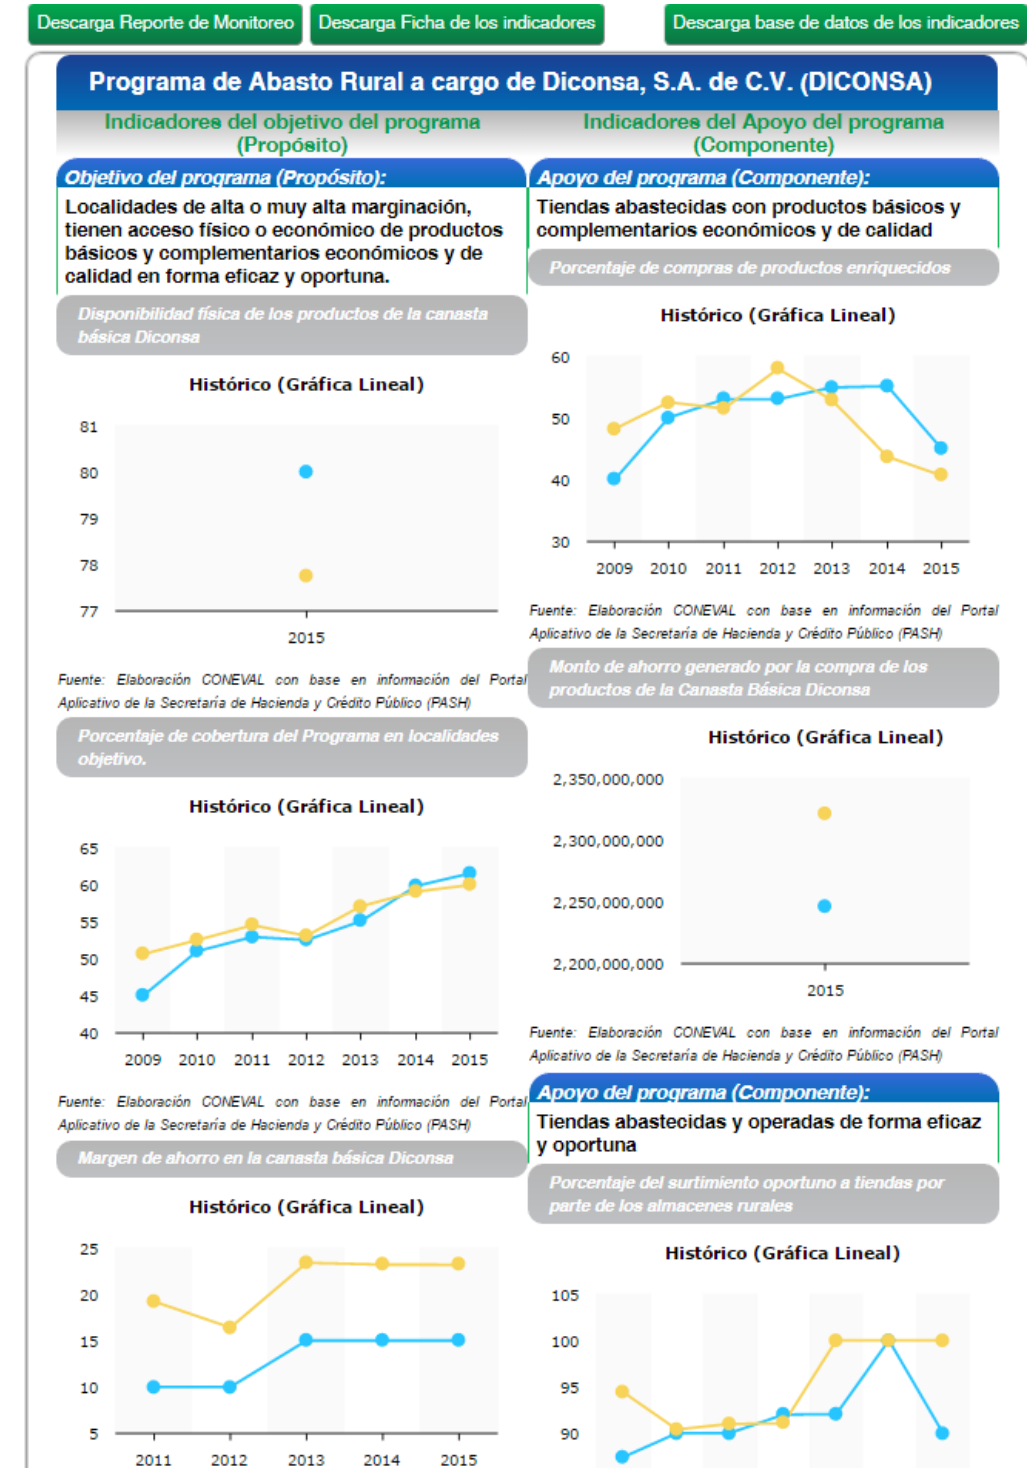 Descarga Reporte de Monitoreo
Descarga Ficha de los indicadores
Descarga base de datos de los indicadores
Programa de Abasto Rural a cargo de Diconsa, S.A. de C.V. (DICONSA)
Indicadores del objetivo del programa
(Propósito)
Objetivo del programa (Propósito):
Localidades de alta o muy alta marginación,
tienen acceso físico o económico de productos
básicos y complementarios económicos y de
calidad en forma eficaz y oportuna.
Disponibilidad física de los productos de la canasta
básica Diconsa
Histórico (Gráfica Lineal)
81
80
79
78
77
2015
Fuente: Elaboración CONEVAL con base en información del Portal
Aplicativo de la Secretaría de Hacienda y Crédito Público (PASH)
Porcentaje de cobertura del Programa en localidades
objetivo.
Histórico (Gráfica Lineal)
65
60
55
50
45
40
2009 2010 2011 2012 2013 2014 2015
Fuente: Elaboración CONEVAL con base en información del Portal
Aplicativo de la Secretaría de Hacienda y Crédito Público (PASH)
Margen de ahorro en la canasta básica Diconsa
Histórico (Gráfica Lineal)
25
20
15
10
5
2011 2012 2013 2014 2015
Indicadores del Apoyo del programa
(Componente)
Apoyo del programa (Componente):
Tiendas abastecidas con productos básicos y
complementarios económicos y de calidad
Porcentaje de compras de productos enriquecidos
Histórico (Gráfica Lineal)
60
50
40
30
2009 2010 2011 2012 2013 2014 2015
Fuente: Elaboración CONEVAL con base en información del Portal
Aplicativo de la Secretaría de Hacienda y Crédito Público (PASH)
Monto de ahorro generado por la compra de los
productos de la Canasta Básica Diconsa
Histórico (Gráfica Lineal)
2,350,000,000
2,300,000,000
2,250,000,000
2,200,000,000
2015
Fuente: Elaboración CONEVAL con base en información del Portal
Aplicativo de la Secretaría de Hacienda y Crédito Público (PASH)
Apoyo del programa (Componente):
Tiendas abastecidas y operadas de forma eficaz
y oportuna
Porcentaje del surtimiento oportuno a tiendas por
parte de los almacenes rurales
Histórico (Gráfica Lineal)
105
100
95
90